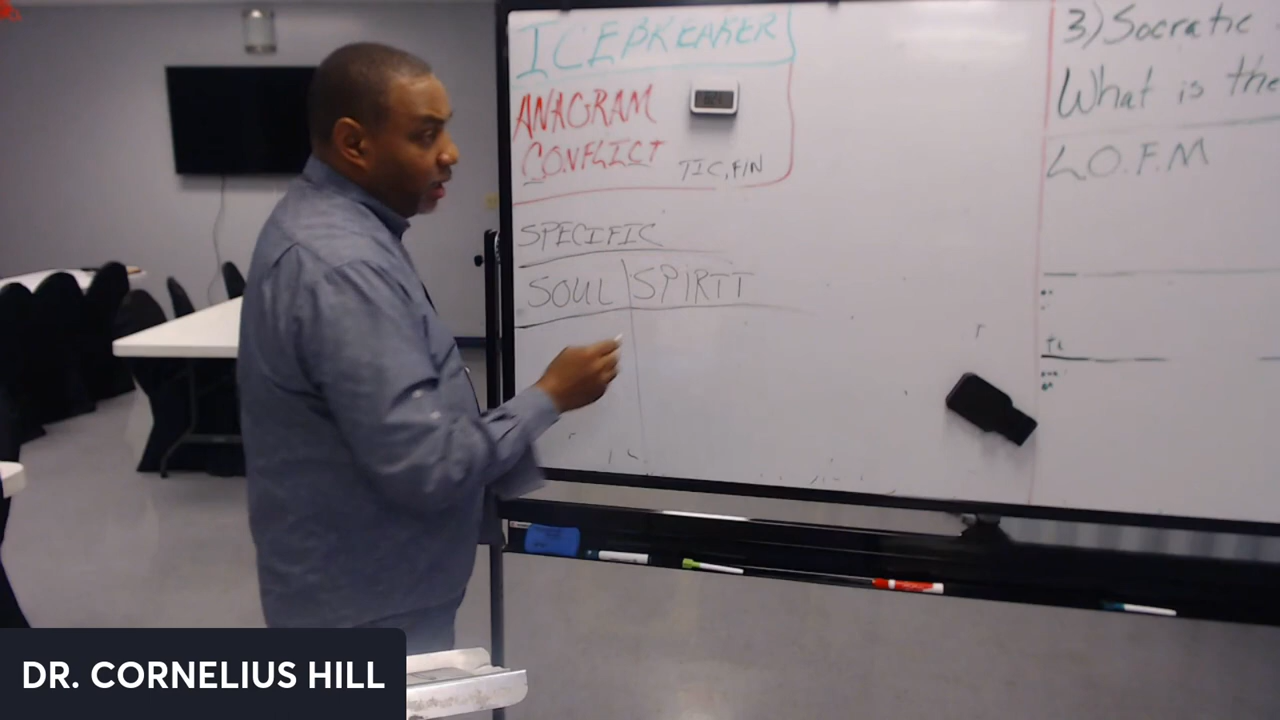 ICEBREAKER
ANAGRAM
CONFLICT TIC, FIN
SPECIFIC
SOUL SPIRIT
3) Socratic
What is the
L.O.F.M
DR. CORNELIUS HILL